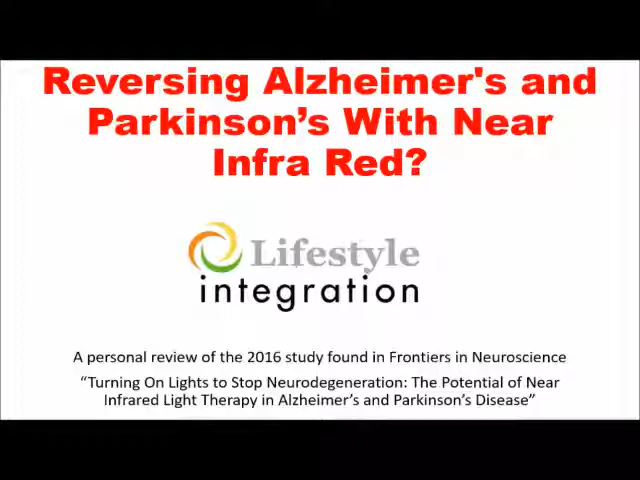 Reversing Alzheimer's and
Parkinson’s With Near
Infra Red?
Lifestyle
integration
A personal review of the 2016 study found in Frontiers in Neuroscience
“Turning On Lights to Stop Neurodegeneration: The Potential of Near
Infrared Light Therapy in Alzheimer’s and Parkinson’s Disease”